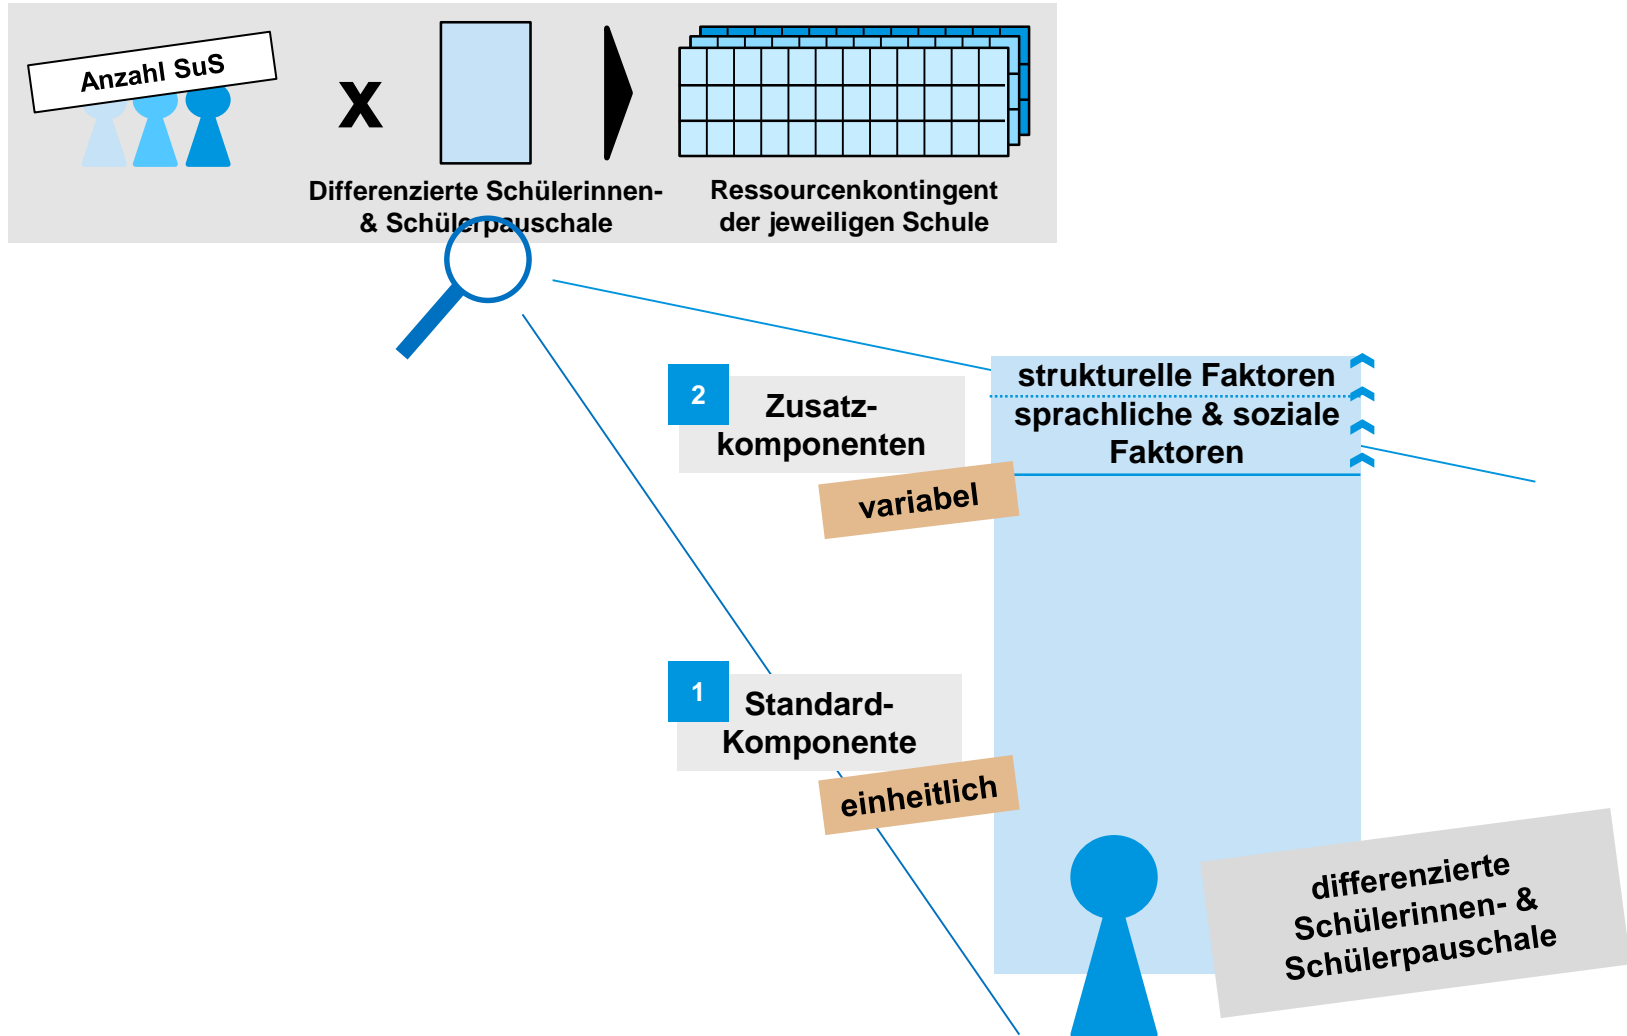 Anzahl SuS
x
Differenzierte Schülerinnen-
& Schülerpauschale
Ressourcenkontingent
der jeweiligen Schule
2
Zusatz-
komponenten
variabel
strukturelle Faktoren
sprachliche & soziale
Faktoren
1
Standard-
Komponente
einheitlich
differenzierte
Schülerinnen- &
Schülerpauschale